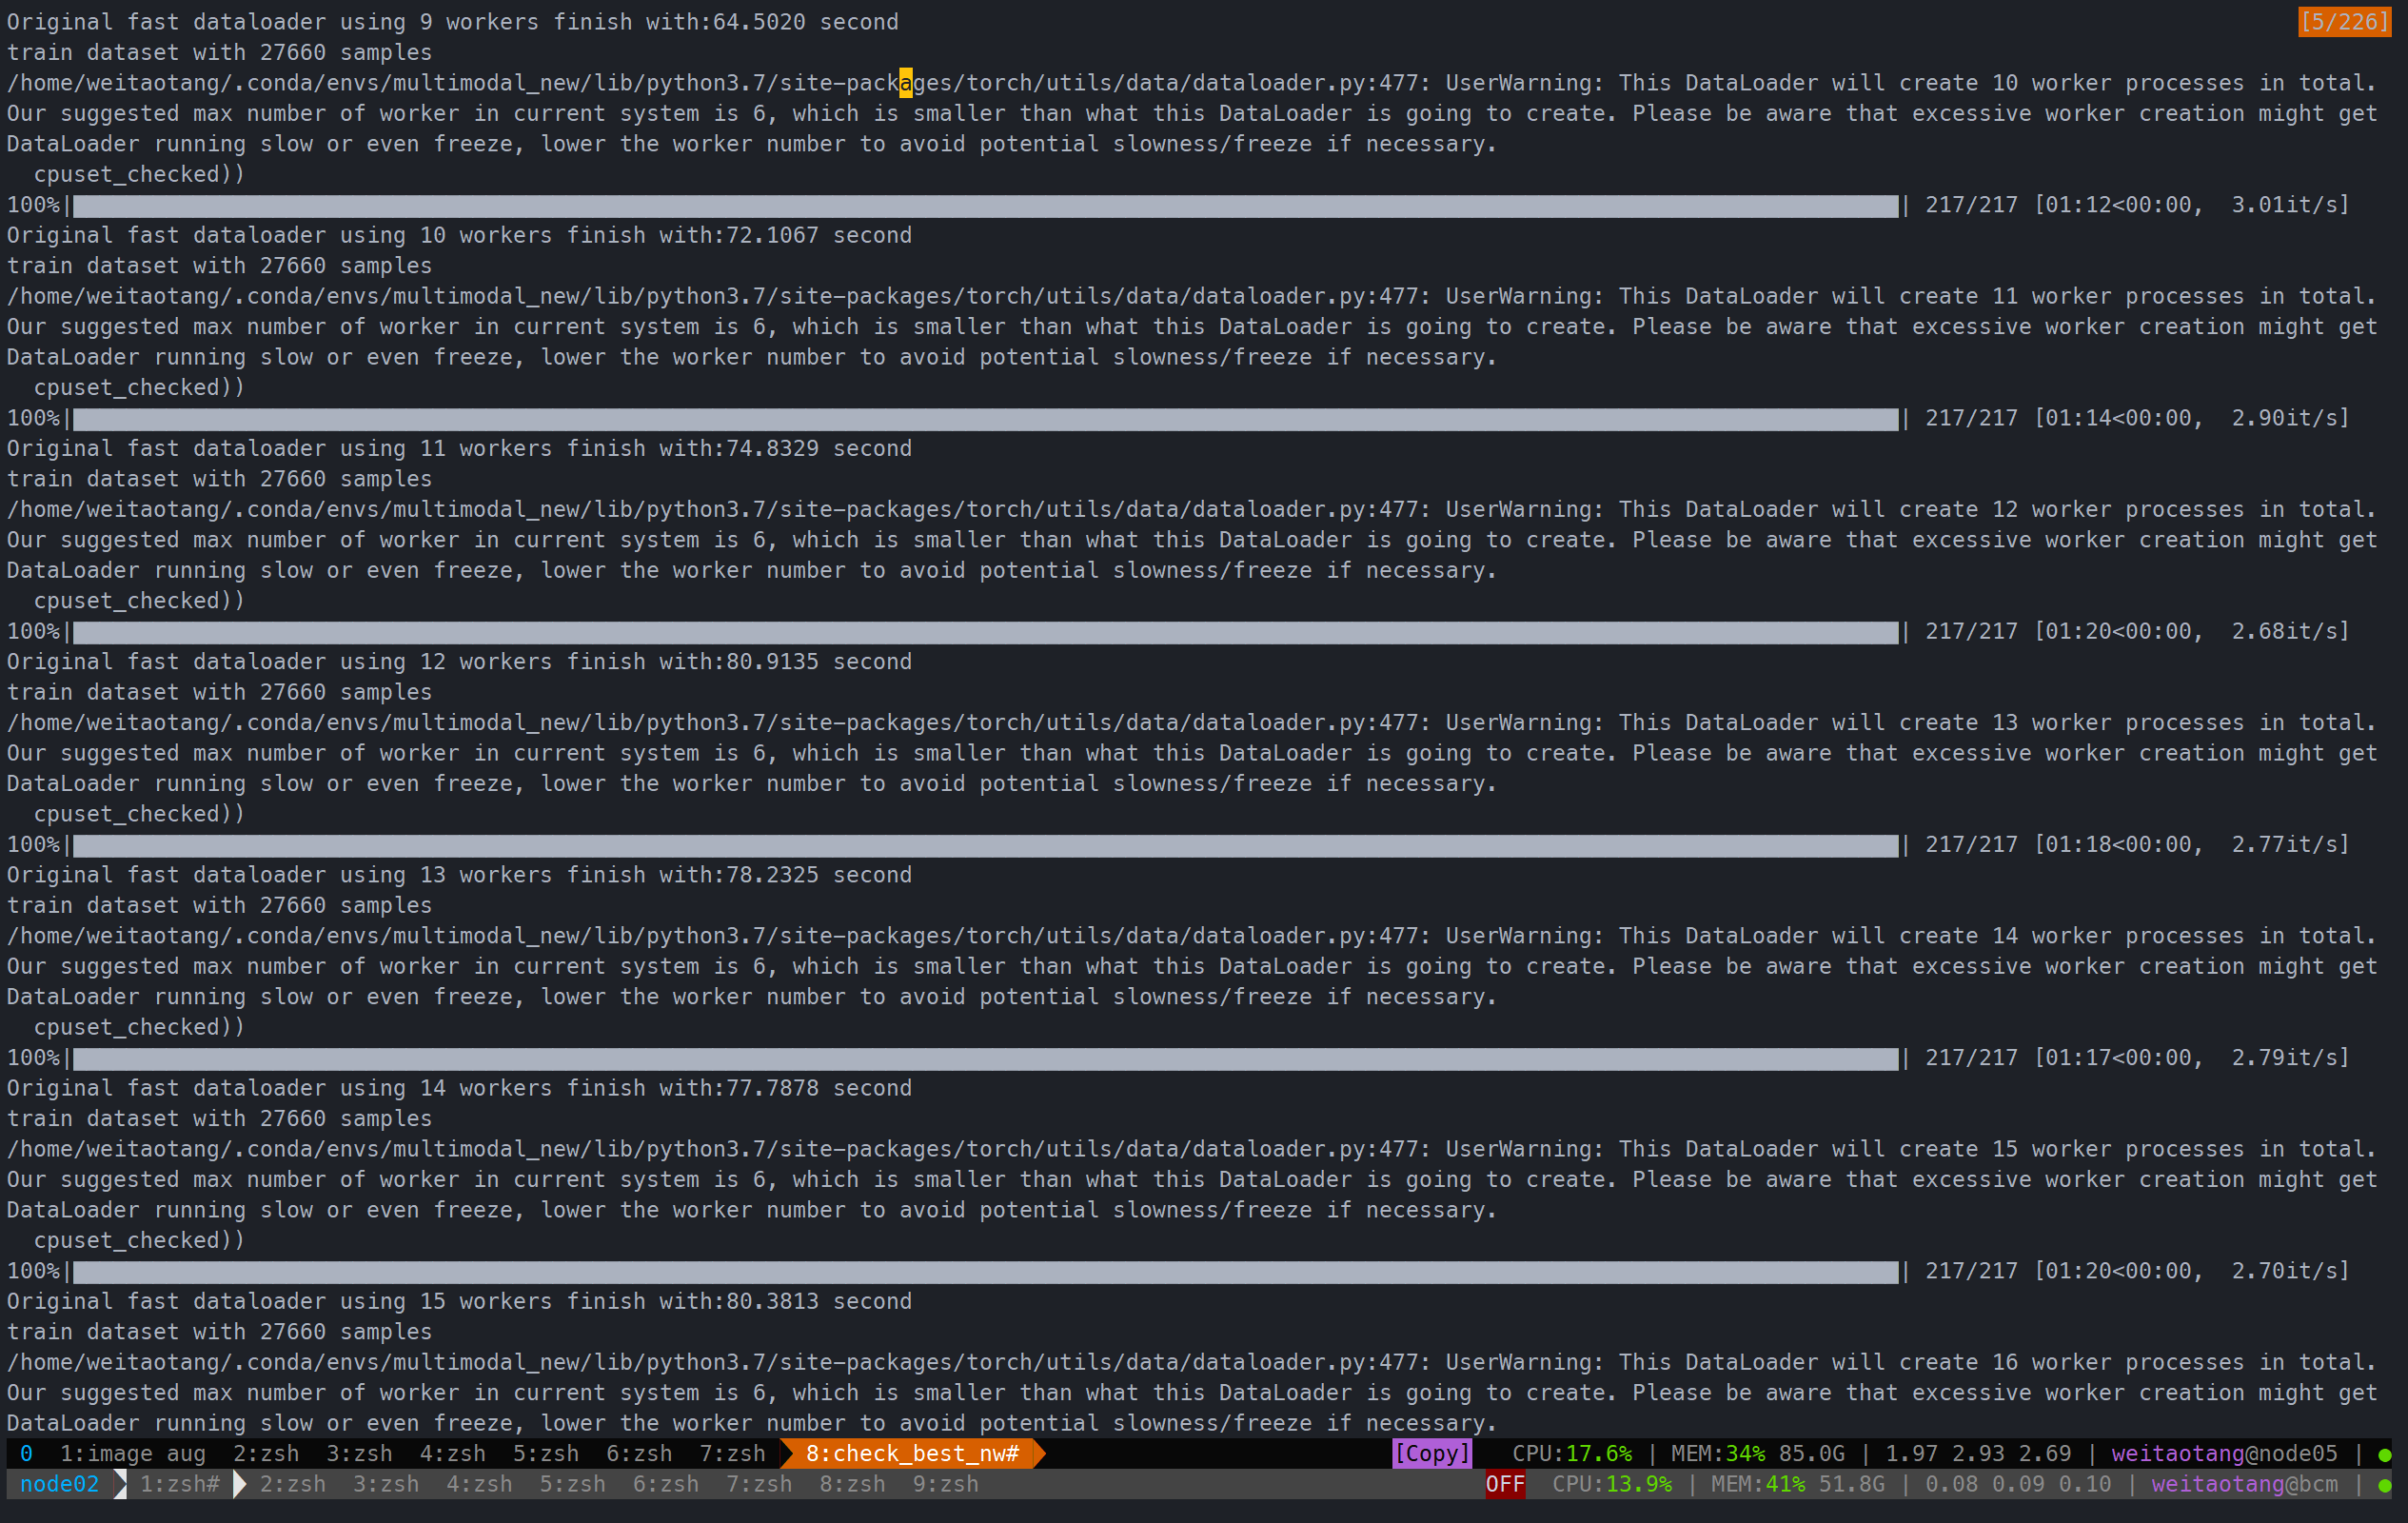 Original fast dataloader using 9 workers finish with:64.5020 second [5/226]
train dataset with 27660 samples
/home/weitaotang/.conda/envs/multimodal_new/lib/python3.7/site-packages/torch/utils/data/dataloader.py:477: UserWarning: This DataLoader will create 10 worker processes in total.
Our suggested max number of worker in current system is 6, which is smaller than what this DataLoader is going to create. Please be aware that excessive worker creation might get
DataLoader running slow or even freeze, lower the worker number to avoid potential slowness/freeze if necessary.
  cpuset_checked))
100%| | 217/217 [01:12<00:00,  3.01it/s]
Original fast dataloader using 10 workers finish with:72.1067 second
train dataset with 27660 samples
/home/weitaotang/.conda/envs/multimodal_new/lib/python3.7/site-packages/torch/utils/data/dataloader.py:477: UserWarning: This DataLoader will create 11 worker processes in total.
Our suggested max number of worker in current system is 6, which is smaller than what this DataLoader is going to create. Please be aware that excessive worker creation might get
DataLoader running slow or even freeze, lower the worker number to avoid potential slowness/freeze if necessary.
  cpuset_checked))
100%| | 217/217 [01:14<00:00,  2.90it/s]
Original fast dataloader using 11 workers finish with:74.8329 second
train dataset with 27660 samples
/home/weitaotang/.conda/envs/multimodal_new/lib/python3.7/site-packages/torch/utils/data/dataloader.py:477: UserWarning: This DataLoader will create 12 worker processes in total.
Our suggested max number of worker in current system is 6, which is smaller than what this DataLoader is going to create. Please be aware that excessive worker creation might get
DataLoader running slow or even freeze, lower the worker number to avoid potential slowness/freeze if necessary.
  cpuset_checked))
100%| | 217/217 [01:20<00:00,  2.68it/s]
Original fast dataloader using 12 workers finish with:80.9135 second
train dataset with 27660 samples
/home/weitaotang/.conda/envs/multimodal_new/lib/python3.7/site-packages/torch/utils/data/dataloader.py:477: UserWarning: This DataLoader will create 13 worker processes in total.
Our suggested max number of worker in current system is 6, which is smaller than what this DataLoader is going to create. Please be aware that excessive worker creation might get
DataLoader running slow or even freeze, lower the worker number to avoid potential slowness/freeze if necessary.
  cpuset_checked))
100%| | 217/217 [01:18<00:00,  2.77it/s]
Original fast dataloader using 13 workers finish with:78.2325 second
train dataset with 27660 samples
/home/weitaotang/.conda/envs/multimodal_new/lib/python3.7/site-packages/torch/utils/data/dataloader.py:477: UserWarning: This DataLoader will create 14 worker processes in total.
Our suggested max number of worker in current system is 6, which is smaller than what this DataLoader is going to create. Please be aware that excessive worker creation might get
DataLoader running slow or even freeze, lower the worker number to avoid potential slowness/freeze if necessary.
  cpuset_checked))
100%| | 217/217 [01:17<00:00,  2.79it/s]
Original fast dataloader using 14 workers finish with:77.7878 second
train dataset with 27660 samples
/home/weitaotang/.conda/envs/multimodal_new/lib/python3.7/site-packages/torch/utils/data/dataloader.py:477: UserWarning: This DataLoader will create 15 worker processes in total.
Our suggested max number of worker in current system is 6, which is smaller than what this DataLoader is going to create. Please be aware that excessive worker creation might get
DataLoader running slow or even freeze, lower the worker number to avoid potential slowness/freeze if necessary.
  cpuset_checked))
100%| | 217/217 [01:20<00:00,  2.70it/s]
Original fast dataloader using 15 workers finish with:80.3813 second
train dataset with 27660 samples
/home/weitaotang/.conda/envs/multimodal_new/lib/python3.7/site-packages/torch/utils/data/dataloader.py:477: UserWarning: This DataLoader will create 16 worker processes in total.
Our suggested max number of worker in current system is 6, which is smaller than what this DataLoader is going to create. Please be aware that excessive worker creation might get
DataLoader running slow or even freeze, lower the worker number to avoid potential slowness/freeze if necessary.
0  1:image aug  2:zsh  3:zsh  4:zsh  5:zsh  6:zsh  7:zsh  8:check_best_nw#  [Copy]  CPU:17.6% | MEM:34% 85.0G | 1.97 2.93 2.69 | weitaotang@node05 | ●
node02  1:zsh#  2:zsh  3:zsh  4:zsh  5:zsh  6:zsh  7:zsh  8:zsh  9:zsh  OFF  CPU:13.9% | MEM:41% 51.8G | 0.08 0.09 0.10 | weitaotang@bcm | ●